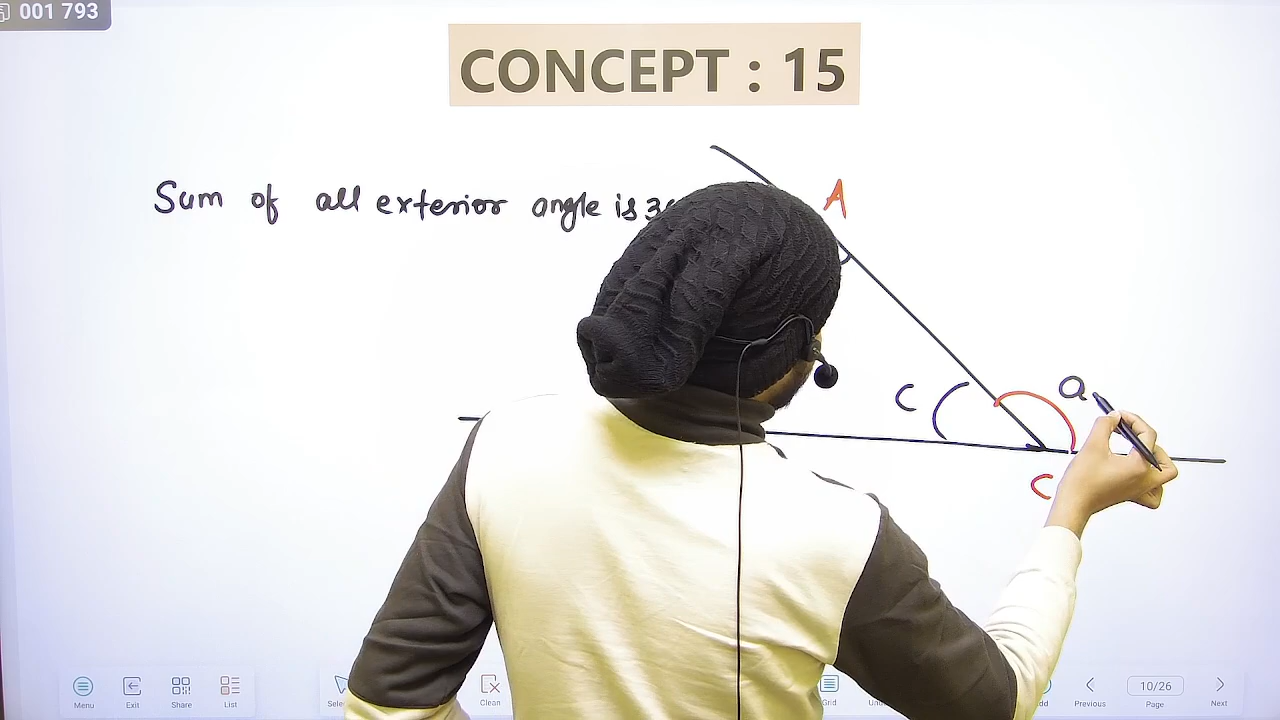 001 793
CONCEPT : 15
Sum of all exterior angle is
A
C
a
C
Menu
Exit
Share
List
Clean
Grid
Previous
10/26
Page
Next